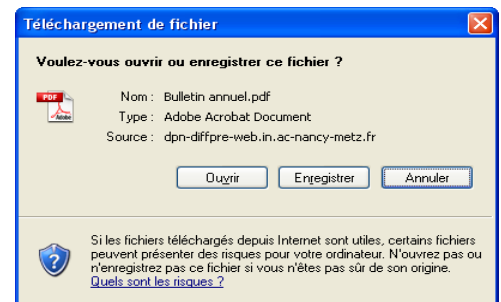 Téléchargement de fichier
Voulez-vous ouvrir ou enregistrer ce fichier ?
PDF
Adobe
Nom : Bulletin annuel.pdf
Type : Adobe Acrobat Document
Source : dpn-diffpre-web.in.ac-nancy-metz.fr
Ouvrir Enregistrer Annuler
Si les fichiers téléchargés depuis Internet sont utiles, certains fichiers
peuvent présenter des risques pour votre ordinateur. N'ouvrez pas ou
n'enregistrez pas ce fichier si vous n'êtes pas sûr de son origine.
Quels sont les risques ?